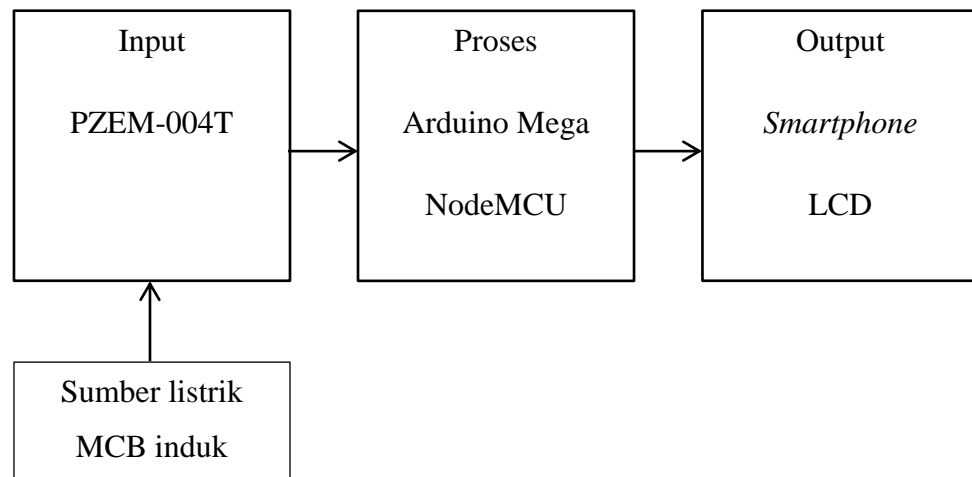 Input
PZEM-004T
Proses
Arduino Mega
NodeMCU
Output
Smartphone
LCD
Sumber listrik
MCB induk